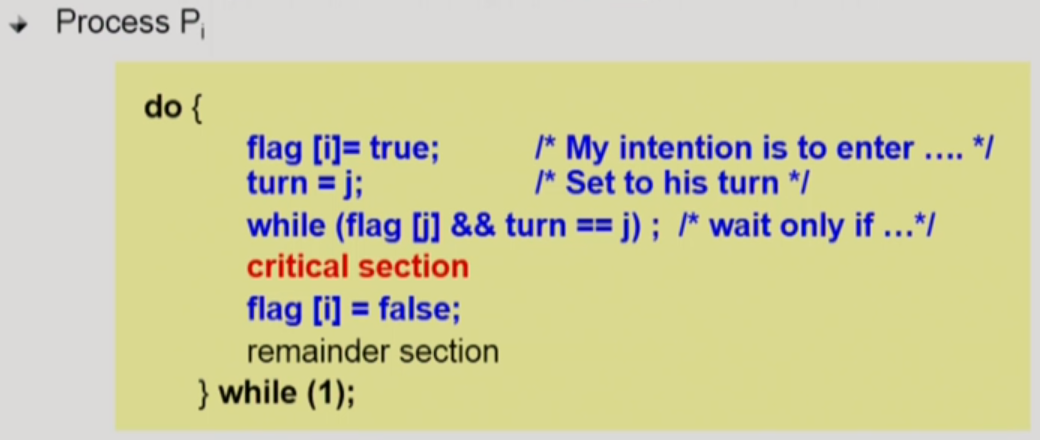 Process Pi
do {
flag [i]= true; /* My intention is to enter .... */
turn = j; /* Set to his turn */
while (flag [j] && turn == j) ; /* wait only if ...*/
critical section
flag [i] = false;
remainder section
} while (1);